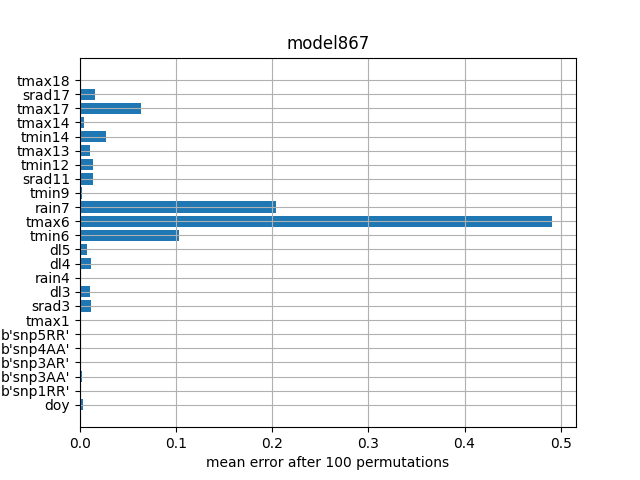 model867
tmax18
srad17
tmax17
tmax14
tmin14
tmax13
tmin12
srad11
tmin9
rain7
tmax6
tmin6
dl5
dl4
rain4
dl3
srad3
tmax1
b'snp5RR'
b'snp4AA'
b'snp3AR'
b'snp3AA'
b'snp1RR'
doy
0.0 0.1 0.2 0.3 0.4 0.5
mean error after 100 permutations